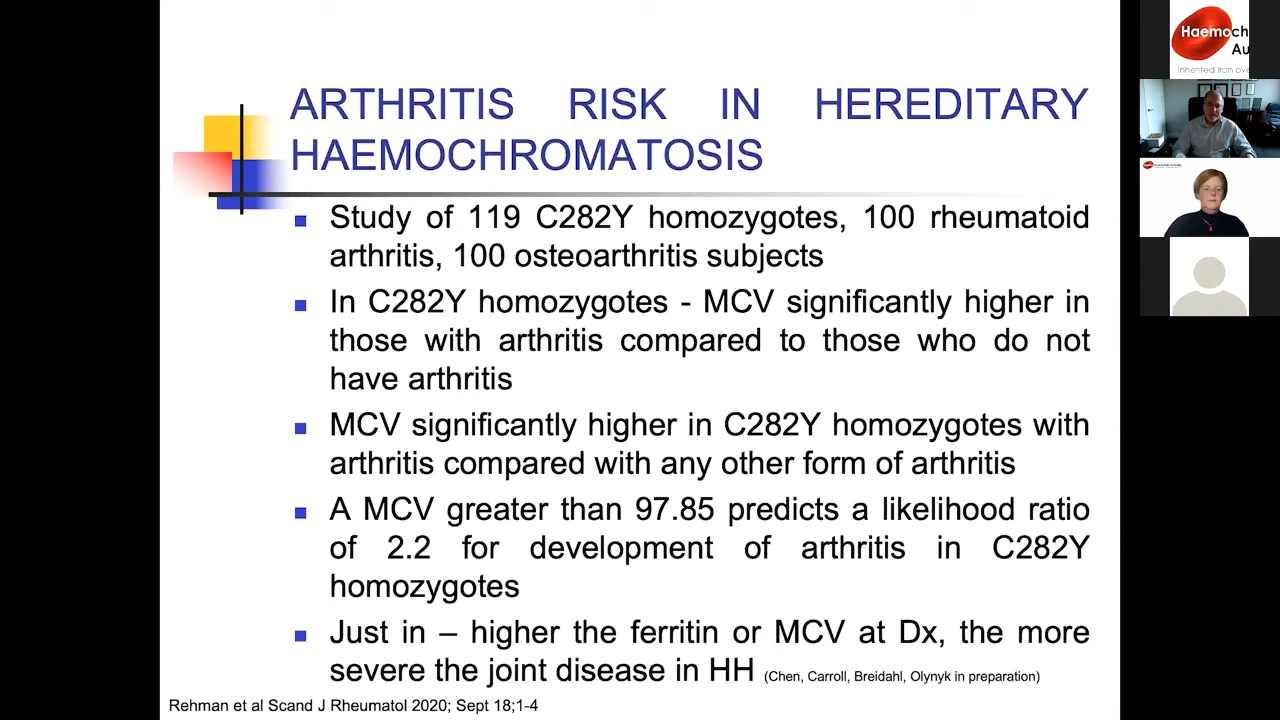 ARTHRITIS RISK IN HEREDITARY
HAEMOCHROMATOSIS
Study of 119 C282Y homozygotes, 100 rheumatoid
arthritis, 100 osteoarthritis subjects
In C282Y homozygotes - MCV significantly higher in
those with arthritis compared to those who do not
have arthritis
MCV significantly higher in C282Y homozygotes with
arthritis compared with any other form of arthritis
A MCV greater than 97.85 predicts a likelihood ratio
of 2.2 for development of arthritis in C282Y
homozygotes
Just in – higher the ferritin or MCV at Dx, the more
severe the joint disease in HH (Chen, Carroll, Breidahl, Olynyk in preparation)
Rehman et al Scand J Rheumatol 2020; Sept 18;1-4
Haemoch
Au
Inherited iron ove